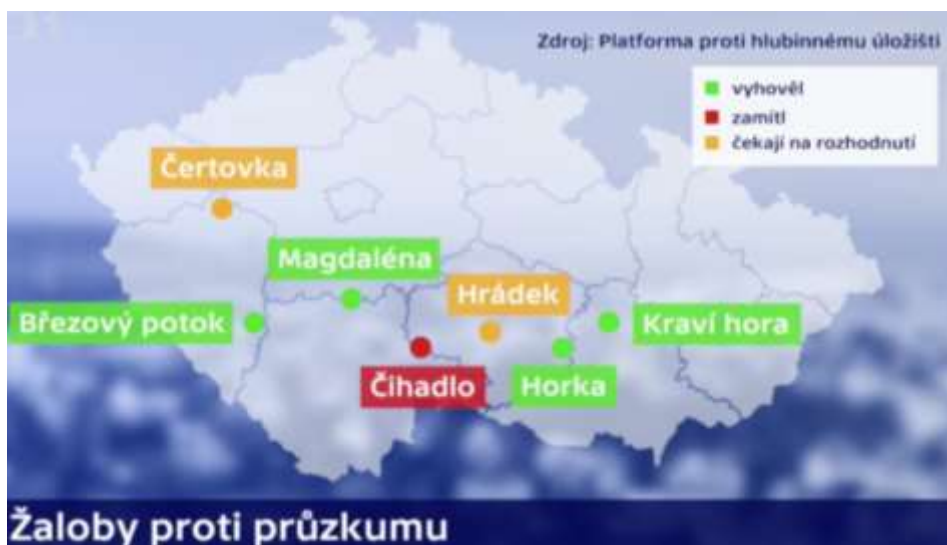 Zdroj: Platforma proti hlubinnému úložišti
vyhověl
zamítl
čekají na rozhodnutí
Čertovka
Magdaléna
Hrádek
Březový potok
Kraví hora
Čihadlo
Horka
Žaloby proti průzkumu